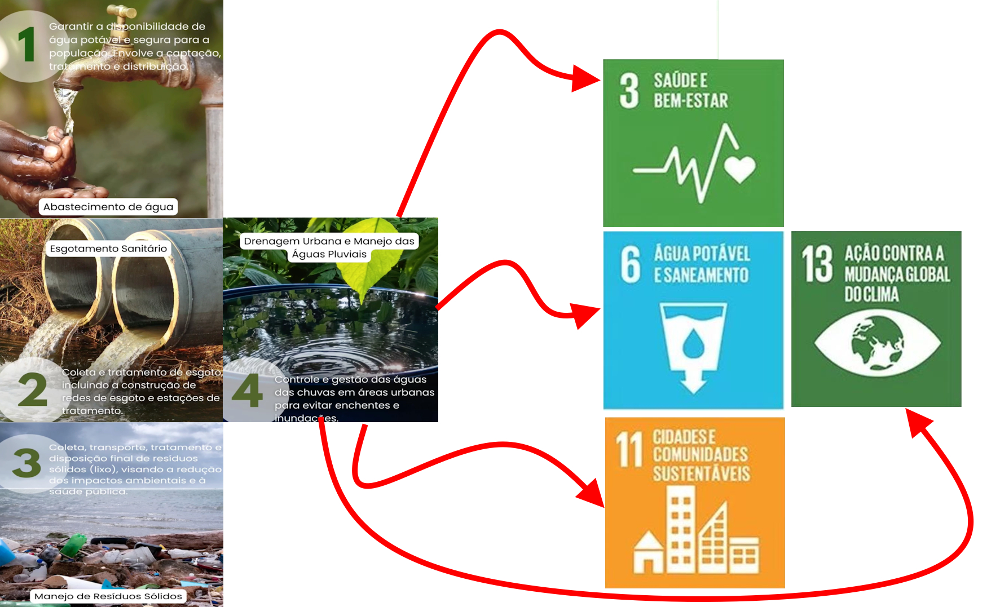 1
Garantir a disponibilidade de
água potável e segura para a
população. Envolve a captação,
tratamento e distribuição.
Abastecimento de água
Esgotamento Sanitário
2
Coleta e tratamento de esgoto,
incluindo a construção de
redes de esgoto e estações de
tratamento.
3
Coleta, transporte, tratamento e
disposição final de resíduos
sólidos (lixo), visando a redução
dos impactos ambientais e à
saúde pública.
Manejo de Resíduos Sólidos
Drenagem Urbana e Manejo das
Águas Pluviais
4
Controle e gestão das águas
das chuvas em áreas urbanas
para evitar enchentes e
inundações.
3
SAÚDE E
BEM-ESTAR
6
ÁGUA POTÁVEL
E SANEAMENTO
13
AÇÃO CONTRA A
MUDANÇA GLOBAL
DO CLIMA
11
CIDADES E
COMUNIDADES
SUSTENTÁVEIS